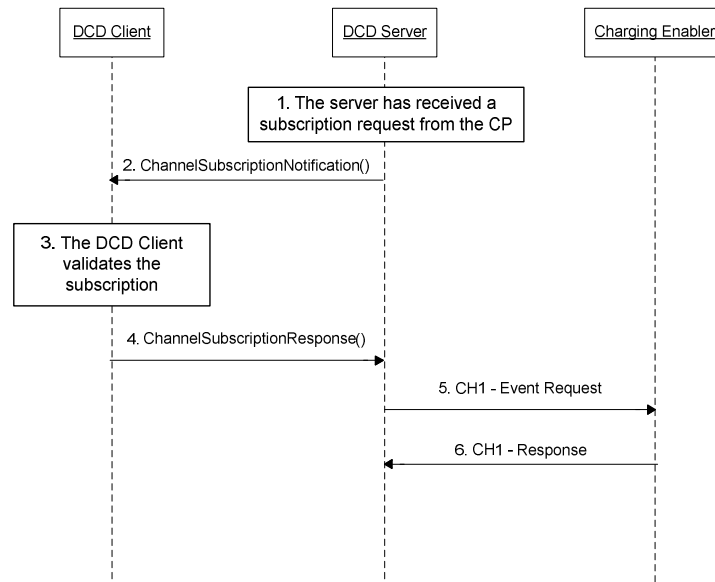 DCD Client
DCD Server
Charging Enabler
1. The server has received a
subscription request from the CP
2. ChannelSubscriptionNotification()
3. The DCD Client
validates the
subscription
4. ChannelSubscriptionResponse()
5. CH1 - Event Request
6. CH1 - Response